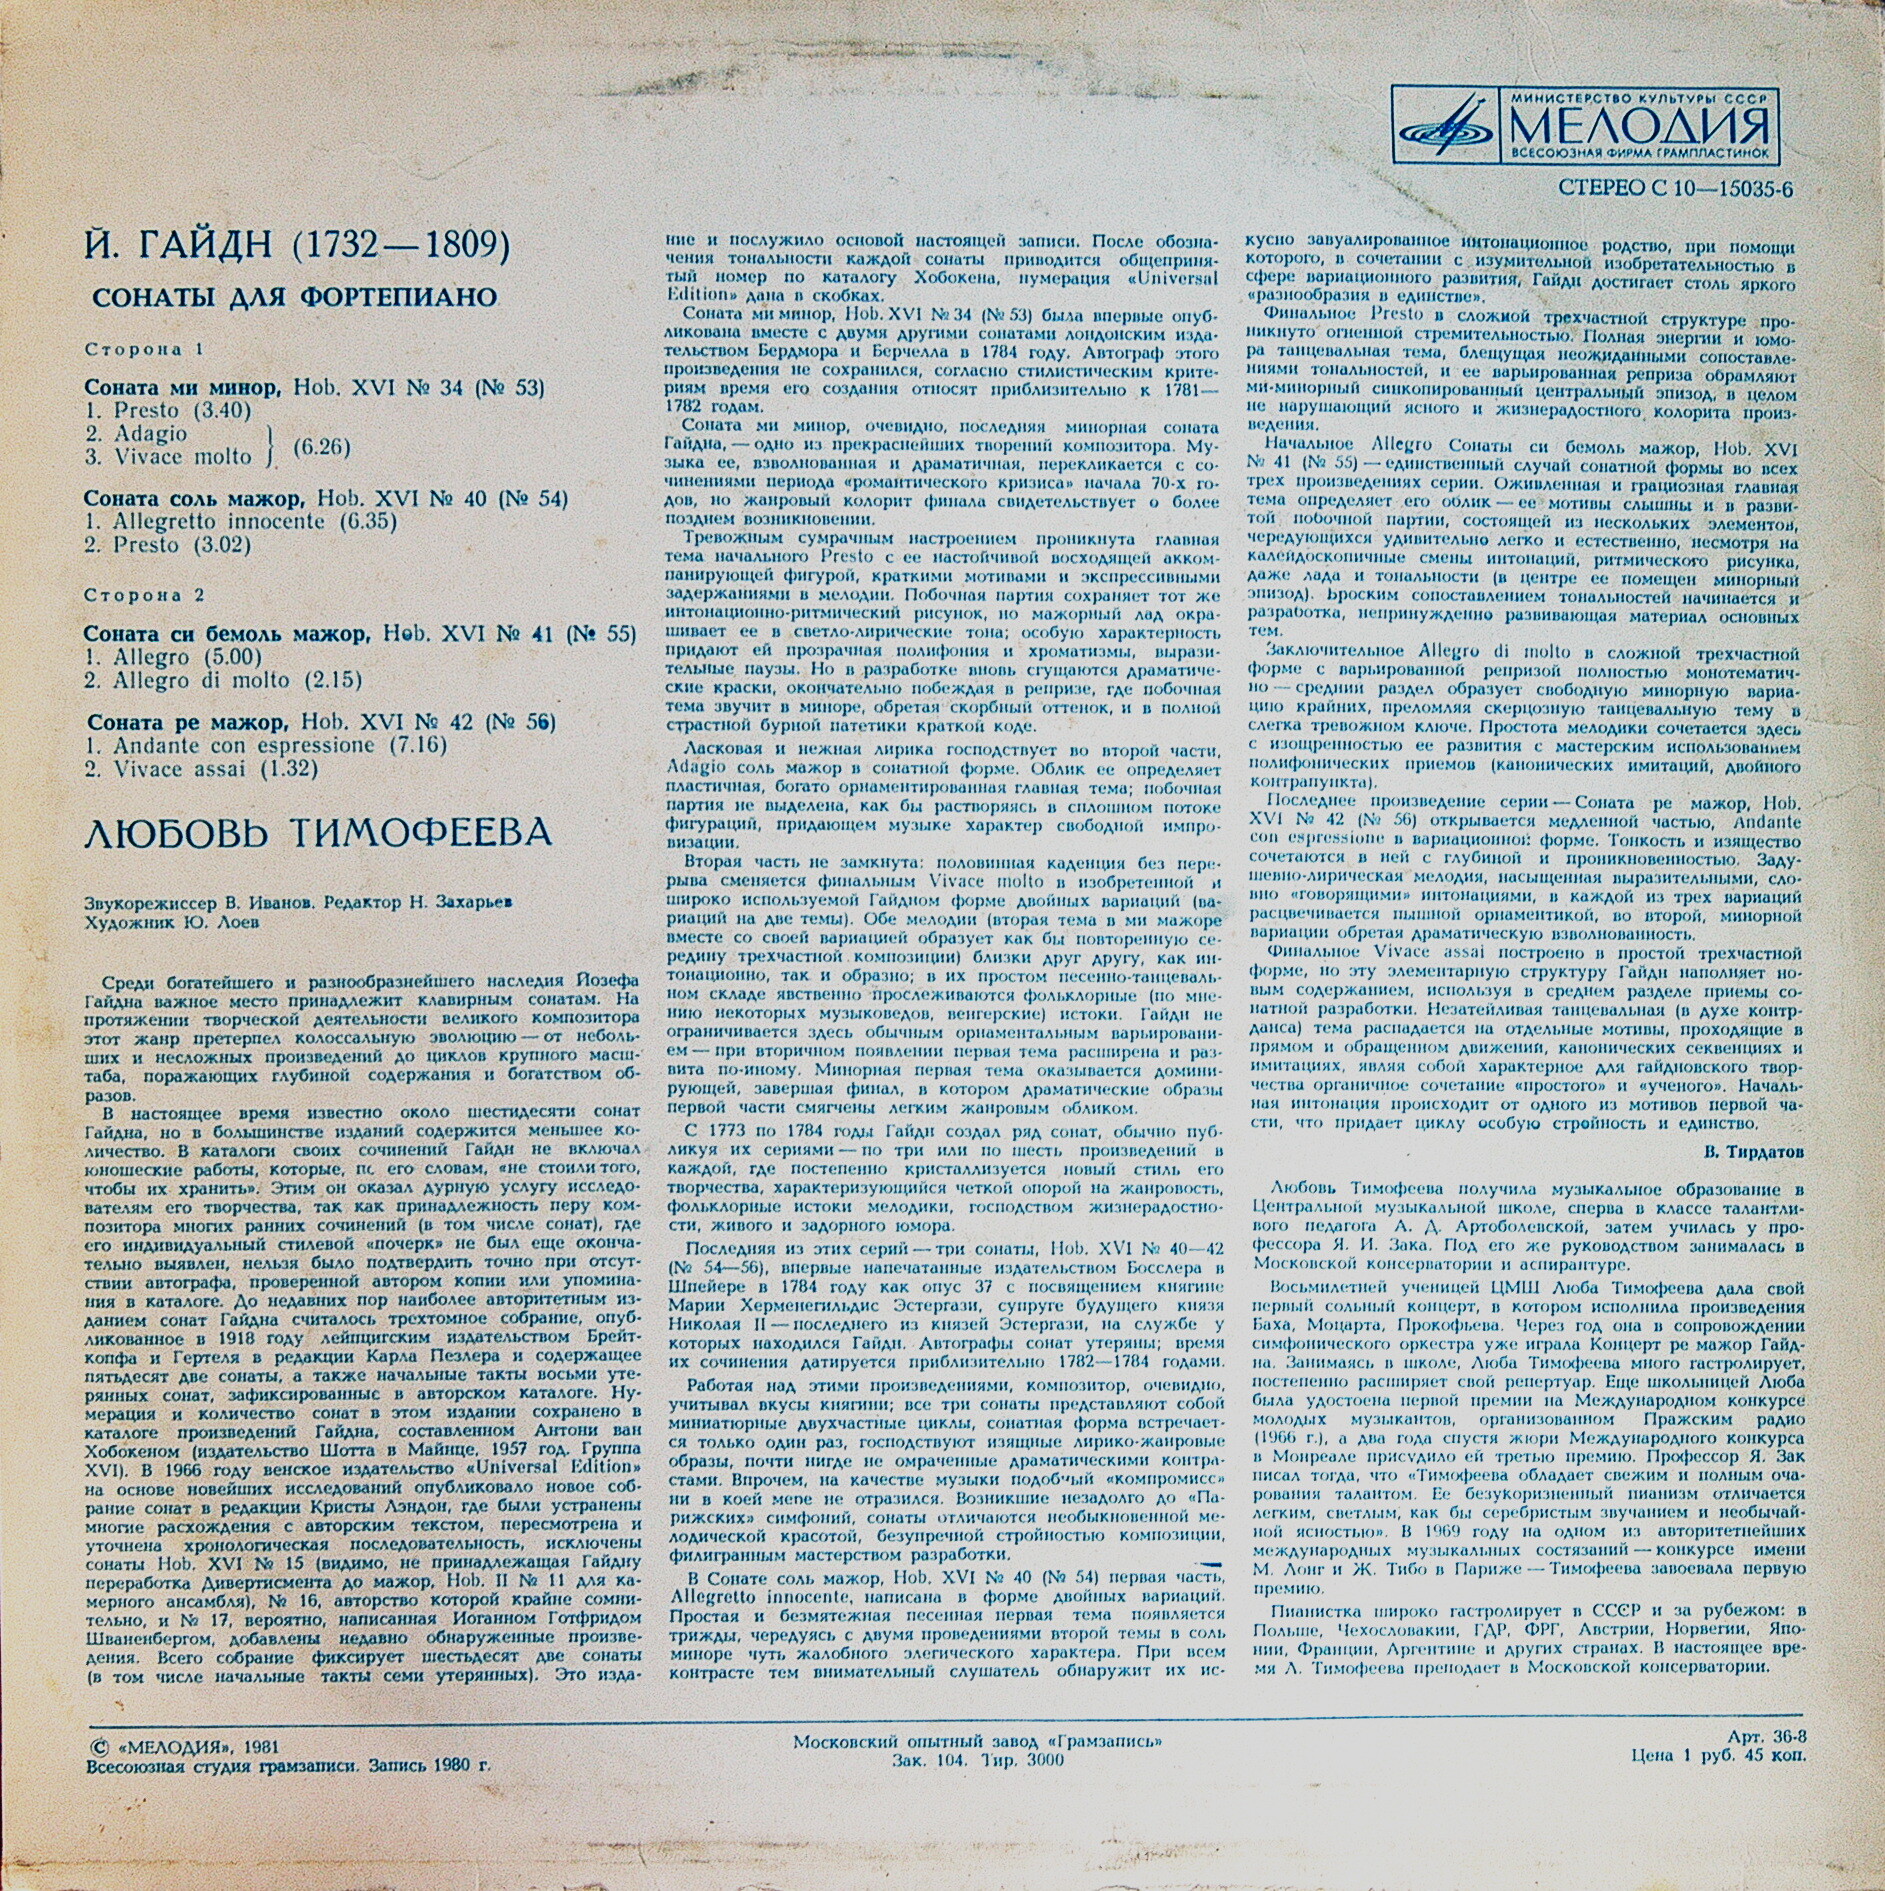 МИНИСТЕРСТВО КУЛЬТУРЫ СССР
МЕЛОДИЯ
ВСЕСОЮЗНАЯ ФИРМА ГРАМПЛАСТИНОК
СТЕРЕО С 10—15035-6
Й. ГАЙДН (1732—1809)
СОНАТЫ ДЛЯ ФОРТЕПИАНО
Сторона 1
Соната ми минор, Hob. XVI № 34 (№ 53)
1. Presto (3.40)
2. Adagio
3. Vivace molto } (6.26)
Соната соль мажор, Hob. XVI № 40 (№ 54)
1. Allegretto innocente (6.35)
2. Presto (3.02)
Сторона 2
Соната си бемоль мажор, Hob. XVI № 41 (№ 55)
1. Allegro (5.00)
2. Allegro di molto (2.15)
Соната ре мажор, Hob. XVI № 42 (№ 56)
1. Andante con espressione (7.16)
2. Vivace assai (1.32)
ЛЮБОВЬ ТИМОФЕЕВА
Звукорежиссер В. Иванов. Редактор Н. Захарьев
Художник Ю. Лоев
Среди богатейшего и разнообразнейшего наследия Йозефа
Гайдна важное место принадлежит клавирным сонатам. На
протяжении творческой деятельности великого композитора
этот жанр претерпел колоссальную эволюцию — от неболь-
ших и несложных произведений до циклов крупного масш-
таба, поражающих глубиной содержания и богатством об-
разов.
В настоящее время известно около шестидесяти сонат
Гайдна, но в большинстве изданий содержится меньшее ко-
личество. В каталоги своих сочинений Гайдн не включал
юношеские работы, которые, по его словам, «не стоили того,
чтобы их хранить». Этим он оказал дурную услугу исследо-
вателям его творчества, так как принадлежность перу ком-
позитора многих ранних сочинений (в том числе сонат), где
его индивидуальный стилевой «почерк» не был еще оконча-
тельно выявлен, нельзя было подтвердить точно при отсут-
ствии автографа, проверенной автором копии или упомина-
ния в каталоге. До недавних пор наиболее авторитетным из-
данием сонат Гайдна считалось трехтомное собрание, опуб-
ликованное в 1918 году лейпцигским издательством Брейт-
копфа и Гертеля в редакции Карла Пезлера и содержащее
пятьдесят две сонаты, а также начальные такты восьми уте-
рянных сонат, зафиксированные в авторском каталоге. Ну-
мерация и количество сонат в этом издании сохранено в
каталоге произведений Гайдна, составленном Антони ван
Хобокеном (издательство Шотта в Майнце, 1957 год. Группа
XVI). В 1966 году венское издательство «Universal Edition»
на основе новейших исследований опубликовало новое соб-
рание сонат в редакции Кристы Лэндон, где были устранены
многие расхождения с авторским текстом, пересмотрена и
уточнена хронологическая последовательность, исключены
сонаты Hob. XVI № 15 (видимо, не принадлежащая Гайдну
переработка Дивертисмента до мажор, Hob. II № 11 для ка-
мерного ансамбля), № 16, авторство которой крайне сомни-
тельно, и № 17, вероятно, написанная Иоганном Готфридом
Шваненбергом, добавлены недавно обнаруженные произве-
дения. Всего собрание фиксирует шестьдесят две сонаты
(в том числе начальные такты семи утерянных). Это изда-
ние и послужило основой настоящей записи. После обозна-
чения тональности каждой сонаты приводится общеприня-
тый номер по каталогу Хобокена, нумерация «Universal
Edition» дана в скобках.
Соната ми минор, Hob. XVI № 34 (№ 53) была впервые опуб-
ликована вместе с двумя другими сонатами лондонским изда-
тельством Бердмора и Берчелла в 1784 году. Автограф этого
произведения не сохранился, согласно стилистическим крите-
риям время его создания относят приблизительно к 1781—
1782 годам.
Соната ми минор, очевидно, последняя минорная соната
Гайдна, — одно из прекраснейших творений композитора. Му-
зыка ее, взволнованная и драматичная, перекликается с со-
чинениями периода «романтического кризиса» начала 70-х го-
дов, но жанровый колорит финала свидетельствует о более
позднем возникновении.
Тревожным сумрачным настроением проникнута главная
тема начального Presto с ее настойчивой восходящей акком-
панирующей фигурой, краткими мотивами и экспрессивными
задержаниями в мелодии. Побочная партия сохраняет тот же
интонационно-ритмический рисунок, но мажорный лад окра-
шивает ее в светло-лирические тона; особую характерность
придают ей прозрачная полифония и хроматизмы, вырази-
тельные паузы. Но в разработке вновь сгущаются драматиче-
ские краски, окончательно побеждая в репризе, где побочная
тема звучит в миноре, обретая скорбный оттенок, и в полной
страстной бурной патетики краткой коде.
Ласковая и нежная лирика господствует во второй части,
Adagio соль мажор в сонатной форме. Облик ее определяет
пластичная, богато орнаментированная главная тема; побочная
партия не выделена, как бы растворяясь в сплошном потоке
фигураций, придающем музыке характер свободной импро-
визации.
Вторая часть не замкнута: половинная каденция без пере-
рыва сменяется финальным Vivace molto в изобретенной и
широко используемой Гайдном форме двойных вариаций (ва-
риаций на две темы). Обе мелодии (вторая тема в ми мажоре
вместе со своей вариацией образует как бы повторенную се-
редину трехчастной композиции) близки друг другу, как ин-
тонационно, так и образно; в их простом песенно-танцеваль-
ном складе явственно прослеживаются фольклорные (по мне-
нию некоторых музыковедов, венгерские) истоки. Гайдн не
ограничивается здесь обычным орнаментальным варьировани-
ем — при вторичном появлении первая тема расширена и раз-
вита по-иному. Минорная первая тема оказывается домини-
рующей, завершая финал, в котором драматические образы
первой части смягчены легким жанровым обликом.
С 1773 по 1784 годы Гайдн создал ряд сонат, обычно пуб-
ликуя их сериями — по три или по шесть произведений в
каждой, где постепенно кристаллизуется новый стиль его
творчества, характеризующийся четкой опорой на жанровость,
фольклорные истоки мелодики, господством жизнерадостно-
сти, живого и задорного юмора.
Последняя из этих серий — три сонаты, Hob. XVI № 40—42
(№ 54—56), впервые напечатанные издательством Босслера в
Шпейере в 1784 году как опус 37 с посвящением княгине
Марии Херменегильдис Эстергази, супруге будущего князя
Николая II — последнего из князей Эстергази, на службе у
которых находился Гайдн. Автографы сонат утеряны; время
их сочинения датируется приблизительно 1782—1784 годами.
Работая над этими произведениями, композитор, очевидно,
учитывал вкусы княгини; все три сонаты представляют собой
миниатюрные двухчастные циклы, сонатная форма встречает-
ся только один раз, господствуют изящные лирико-жанровые
образы, почти нигде не омраченные драматическими контра-
стами. Впрочем, на качестве музыки подобный «компромисс»
ни в коей мере не отразился. Возникшие незадолго до «Па-
рижских» симфоний, сонаты отличаются необыкновенной ме-
лодической красотой, безупречной стройностью композиции,
филигранным мастерством разработки.
В Сонате соль мажор, Hob. XVI № 40 (№ 54) первая часть,
Allegretto innocente, написана в форме двойных вариаций.
Простая и безмятежная песенная первая тема появляется
трижды, чередуясь с двумя проведениями второй темы в соль
миноре чуть жалобного элегического характера. При всем
контрасте тем внимательный слушатель обнаружит их ис-
кусно завуалированное интонационное родство, при помощи
которого, в сочетании с изумительной изобретательностью в
сфере вариационного развития, Гайдн достигает столь яркого
«разнообразия в единстве».
Финальное Presto в сложной трехчастной структуре про-
никнуто огненной стремительностью. Полная энергии и юмо-
ра танцевальная тема, блещущая неожиданными сопоставле-
ниями тональностей, и ее варьированная реприза обрамляют
ми-минорный синкопированный центральный эпизод, в целом
не нарушающий ясного и жизнерадостного колорита произ-
ведения.
Начальное Allegro Сонаты си бемоль мажор, Hob. XVI
№ 41 (№ 55) — единственный случай сонатной формы во всех
трех произведениях серии. Оживленная и грациозная главная
тема определяет его облик — ее мотивы слышны и в разви-
той побочной партии, состоящей из нескольких элементов,
чередующихся удивительно легко и естественно, несмотря на
калейдоскопичные смены интонаций, ритмического рисунка,
даже лада и тональности (в центре ее помещен минорный
эпизод). Броским сопоставлением тональностей начинается и
разработка, непринужденно развивающая материал основных
тем.
Заключительное Allegro di molto в сложной трехчастной
форме с варьированной репризой полностью монотематич-
но — средний раздел образует свободную минорную вариа-
цию крайних, преломляя скерцозную танцевальную тему в
слегка тревожном ключе. Простота мелодики сочетается здесь
с изощренностью ее развития с мастерским использованием
полифонических приемов (канонических имитаций, двойного
контрапункта).
Последнее произведение серии — Соната ре мажор, Hob.
XVI № 42 (№ 56) открывается медленной частью, Andante
con espressione в вариационной форме. Тонкость и изящество
сочетаются в ней с глубиной и проникновенностью. Заду-
шевно-лирическая мелодия, насыщенная выразительными, сло-
вно «говорящими» интонациями, в каждой из трех вариаций
расцвечивается пышной орнаментикой, во второй, минорной
вариации обретая драматическую взволнованность.
Финальное Vivace assai построено в простой трехчастной
форме, но эту элементарную структуру Гайдн наполняет но-
вым содержанием, используя в среднем разделе приемы со-
натной разработки. Незатейливая танцевальная (в духе контр-
данса) тема распадается на отдельные мотивы, проходящие в
прямом и обращенном движений, канонических секвенциях и
имитациях, являя собой характерное для гайдновского твор-
чества органичное сочетание «простого» и «ученого». Началь-
ная интонация происходит от одного из мотивов первой ча-
сти, что придает циклу особую стройность и единство.
В. Тирдатов
Любовь Тимофеева получила музыкальное образование в
Центральной музыкальной школе, сперва в классе талантли-
вого педагога А. Д. Артоболевской, затем училась у про-
фессора Я. И. Зака. Под его же руководством занималась в
Московской консерватории и аспирантуре.
Восьмилетней ученицей ЦМШ Люба Тимофеева дала свой
первый сольный концерт, в котором исполнила произведения
Баха, Моцарта, Прокофьева. Через год она в сопровождении
симфонического оркестра уже играла Концерт ре мажор Гайд-
на. Занимаясь в школе, Люба Тимофеева много гастролирует,
постепенно расширяет свой репертуар. Еще школьницей Люба
была удостоена первой премии на Международном конкурсе
молодых музыкантов, организованном Пражским радио
(1966 г.), а два года спустя жюри Международного конкурса
в Монреале присудило ей третью премию. Профессор Я. Зак
писал тогда, что «Тимофеева обладает свежим и полным оча-
рования талантом. Ее безукоризненный пианизм отличается
легким, светлым, как бы серебристым звучанием и необычай-
ной ясностью». В 1969 году на одном из авторитетнейших
международных музыкальных состязаний — конкурсе имени
М. Лонг и Ж. Тибо в Париже — Тимофеева завоевала первую
премию.
Пианистка широко гастролирует в СССР и за рубежом: в
Польше, Чехословакии, ГДР, ФРГ, Австрии, Норвегии, Япо-
нии, Франции, Аргентине и других странах. В настоящее вре-
мя Л. Тимофеева преподает в Московской консерватории.
© «МЕЛОДИЯ», 1981
Всесоюзная студия грамзаписи. Запись 1980 г.
Московский опытный завод «Грамзапись»
Зак. 104. Тир. 3000
Арт. 36-8
Цена 1 руб. 45 коп.